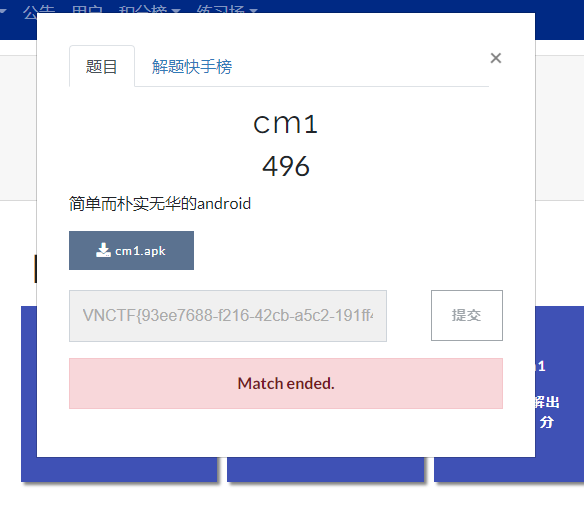 公告 用户 积分榜 练习场
题目 解题快手榜 ×
cm1
496
简单而朴实无华的android
cm1.apk
VNCTF{93ee7688-f216-42cb-a5c2-191ff4
提交
Match ended.
解出
分